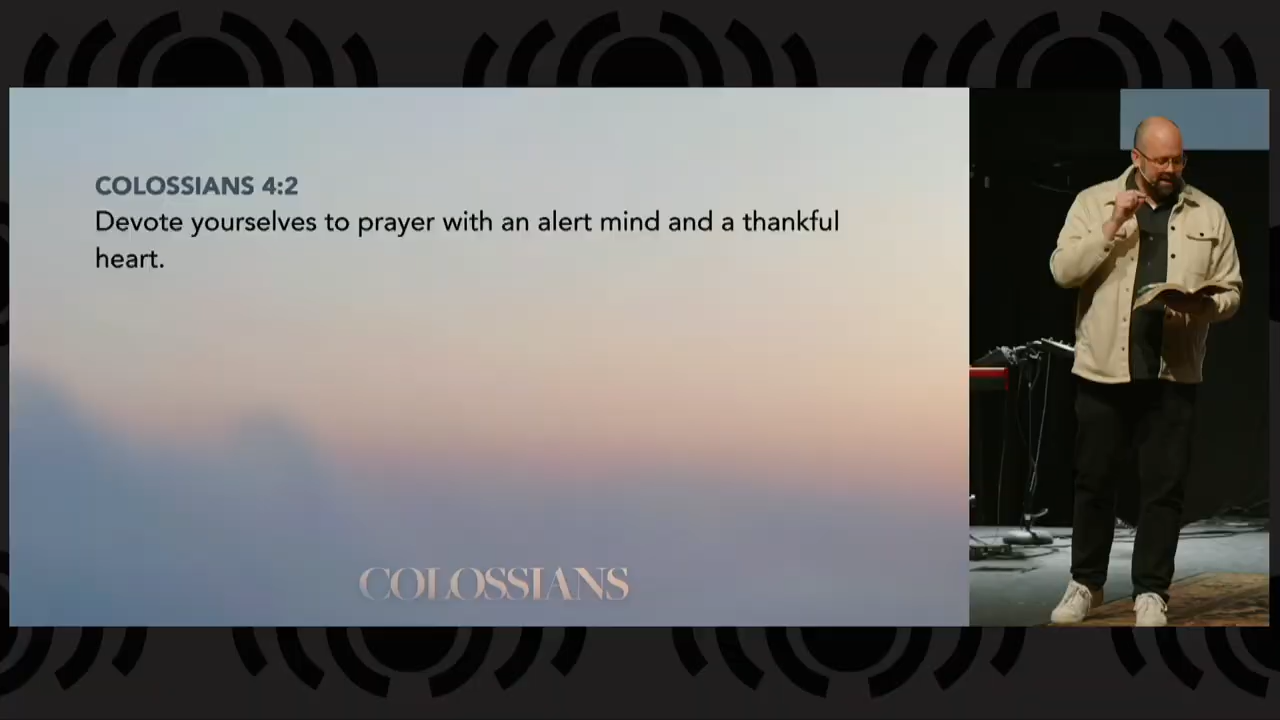 COLOSSIANS 4:2
Devote yourselves to prayer with an alert mind and a thankful
heart.
COLOSSIANS